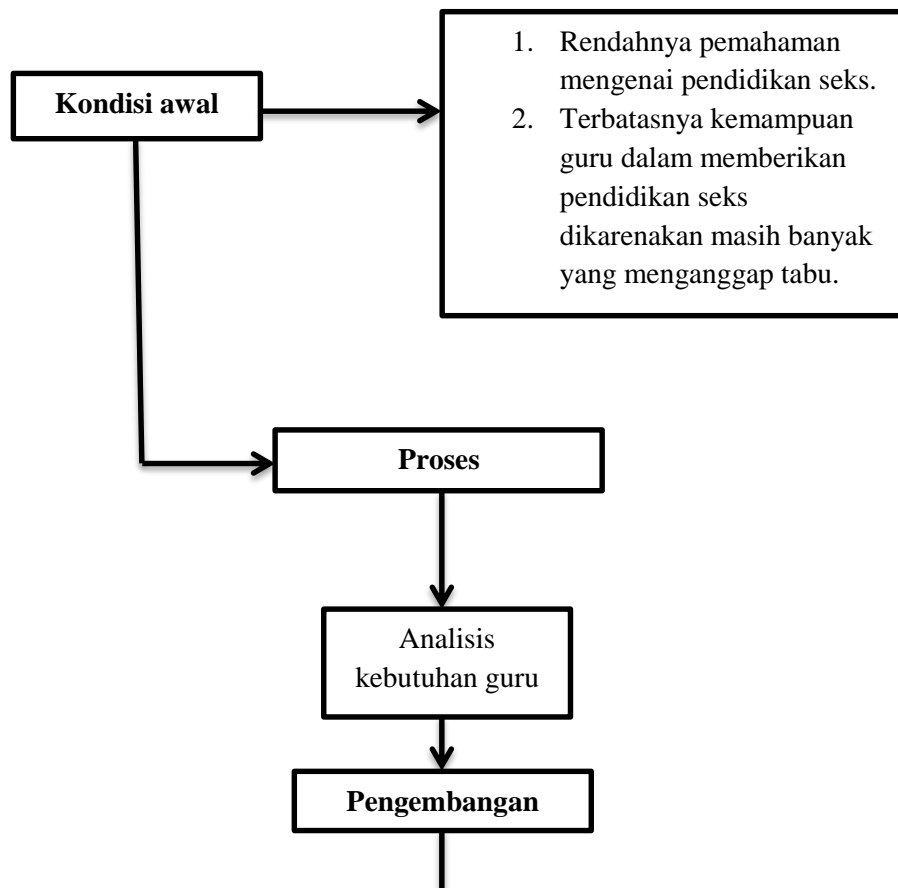 Kondisi awal
1. Rendahnya pemahaman
mengenai pendidikan seks.
2. Terbatasnya kemampuan
guru dalam memberikan
pendidikan seks
dikarenakan masih banyak
yang menganggap tabu.
Proses
Analisis
kebutuhan guru
Pengembangan